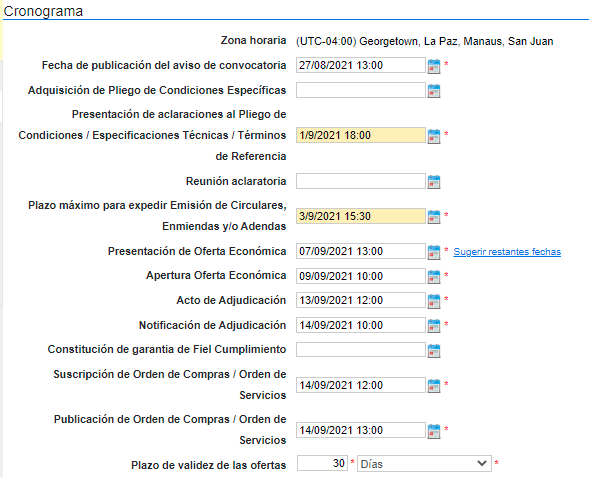 Cronograma
Zona horaria (UTC-04:00) Georgetown, La Paz, Manaus, San Juan
Fecha de publicación del aviso de convocatoria 27/08/2021 13:00 *
Adquisición de Pliego de Condiciones Específicas
Presentación de aclaraciones al Pliego de
Condiciones / Especificaciones Técnicas / Términos 1/9/2021 18:00 *
de Referencia
Reunión aclaratoria
Plazo máximo para expedir Emisión de Circulares,
3/9/2021 15:30 *
Enmiendas y/o Adendas
Presentación de Oferta Económica 07/09/2021 13:00 * Sugerir restantes fechas
Apertura Oferta Económica 09/09/2021 10:00 *
Acto de Adjudicación 13/09/2021 12:00 *
Notificación de Adjudicación 14/09/2021 10:00 *
Constitución de garantia de Fiel Cumplimiento
Suscripción de Orden de Compras / Orden de
14/09/2021 12:00 *
Servicios
Publicación de Orden de Compras / Orden de
14/09/2021 13:00 *
Servicios
Plazo de validez de las ofertas 30 * Días *